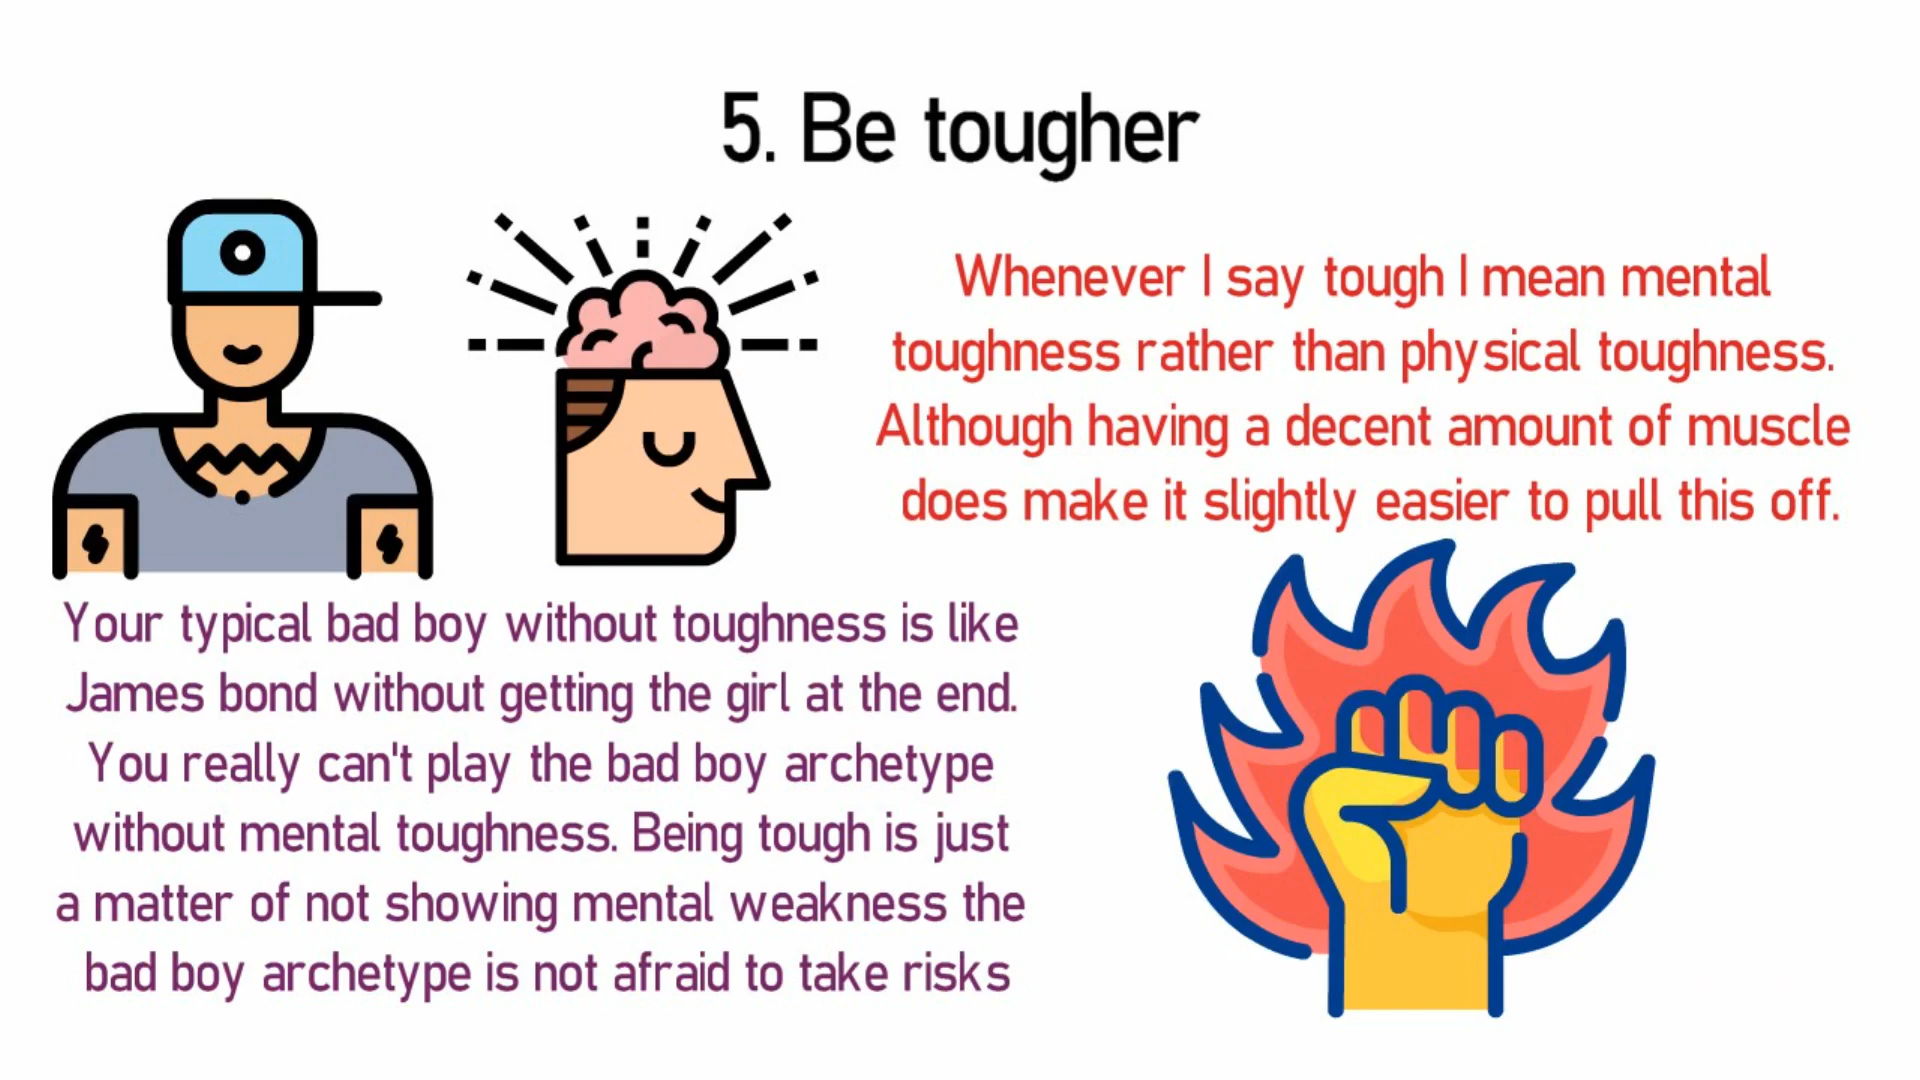 5. Be tougher
Whenever I say tough I mean mental
toughness rather than physical toughness.
Although having a decent amount of muscle
does make it slightly easier to pull this off.
Your typical bad boy without toughness is like
James bond without getting the girl at the end.
You really can't play the bad boy archetype
without mental toughness. Being tough is just
a matter of not showing mental weakness the
bad boy archetype is not afraid to take risks